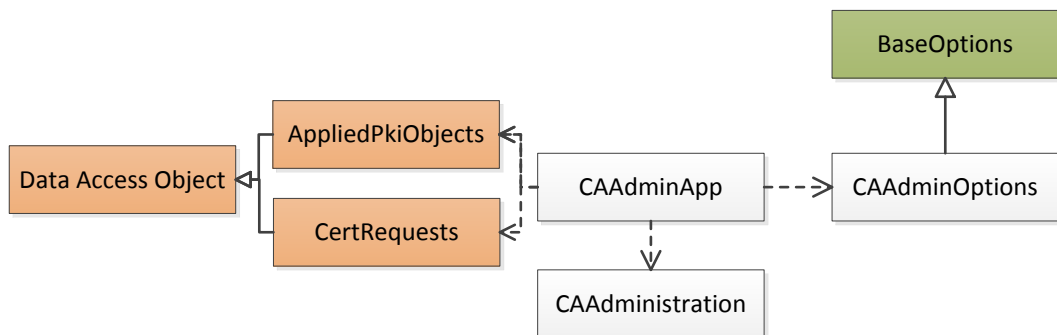 BaseOptions
AppliedPkiObjects
Data Access Object
CAAdminApp
CAAdminOptions
CertRequests
CAAdministration